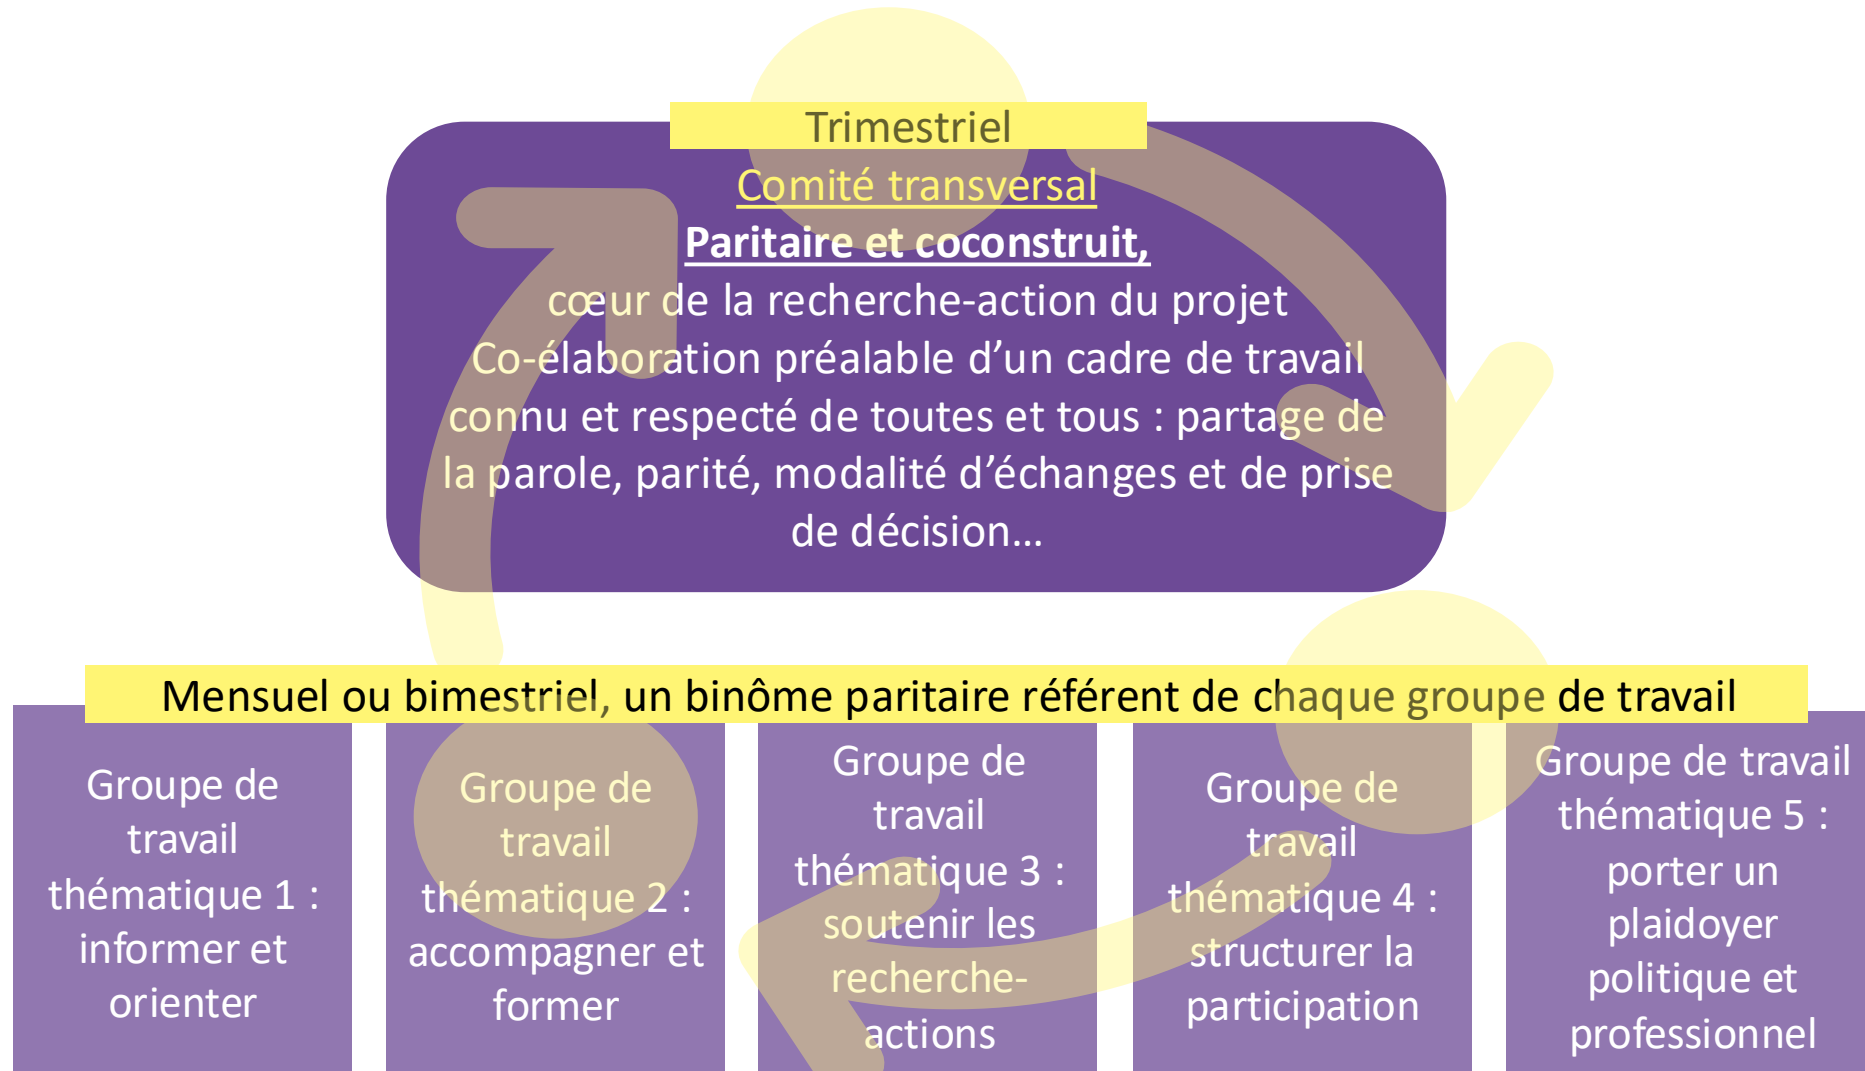 Trimestriel
Comité transversal
Paritaire et coconstruit,
cœur de la recherche-action du projet
Co-élaboration préalable d’un cadre de travail
connu et respecté de toutes et tous : partage de
la parole, parité, modalité d’échanges et de prise
de décision…
Mensuel ou bimestriel, un binôme paritaire référent de chaque groupe de travail
Groupe de
travail
thématique 1 :
informer et
orienter
Groupe de
travail
thématique 2 :
accompagner et
former
Groupe de
travail
thématique 3 :
soutenir les
recherche-
actions
Groupe de
travail
thématique 4 :
structurer la
participation
Groupe de travail
thématique 5 :
porter un
plaidoyer
politique et
professionnel